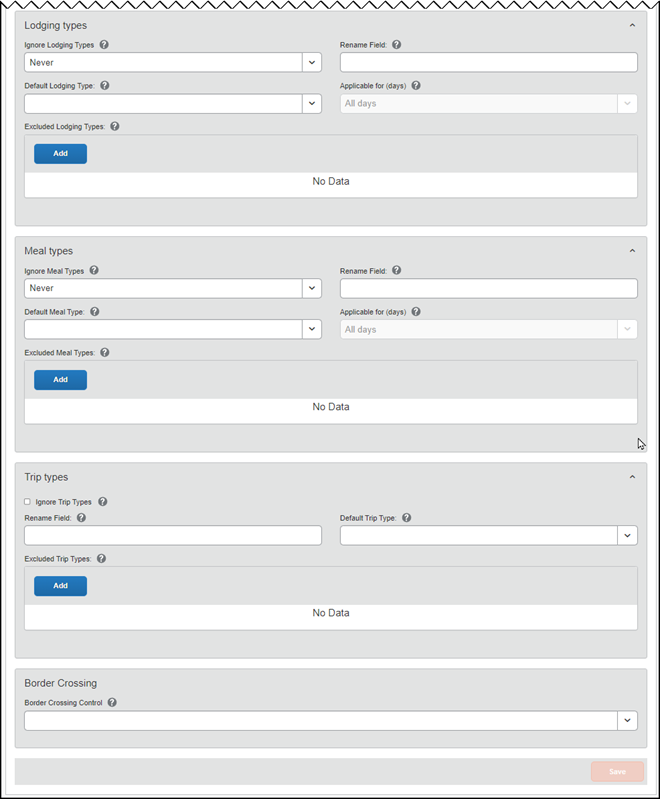 Lodging types
Ignore Lodging Types ?
Rename Field: ?
Never
Default Lodging Type: ?
Applicable for (days) ?
All days
Excluded Lodging Types: ?
Add
No Data
Meal types
Ignore Meal Types ?
Rename Field: ?
Never
Default Meal Type: ?
Applicable for (days) ?
All days
Excluded Meal Types: ?
Add
No Data
Trip types
Ignore Trip Types ?
Rename Field: ?
Default Trip Type: ?
Excluded Trip Types: ?
Add
No Data
Border Crossing
Border Crossing Control ?
Save